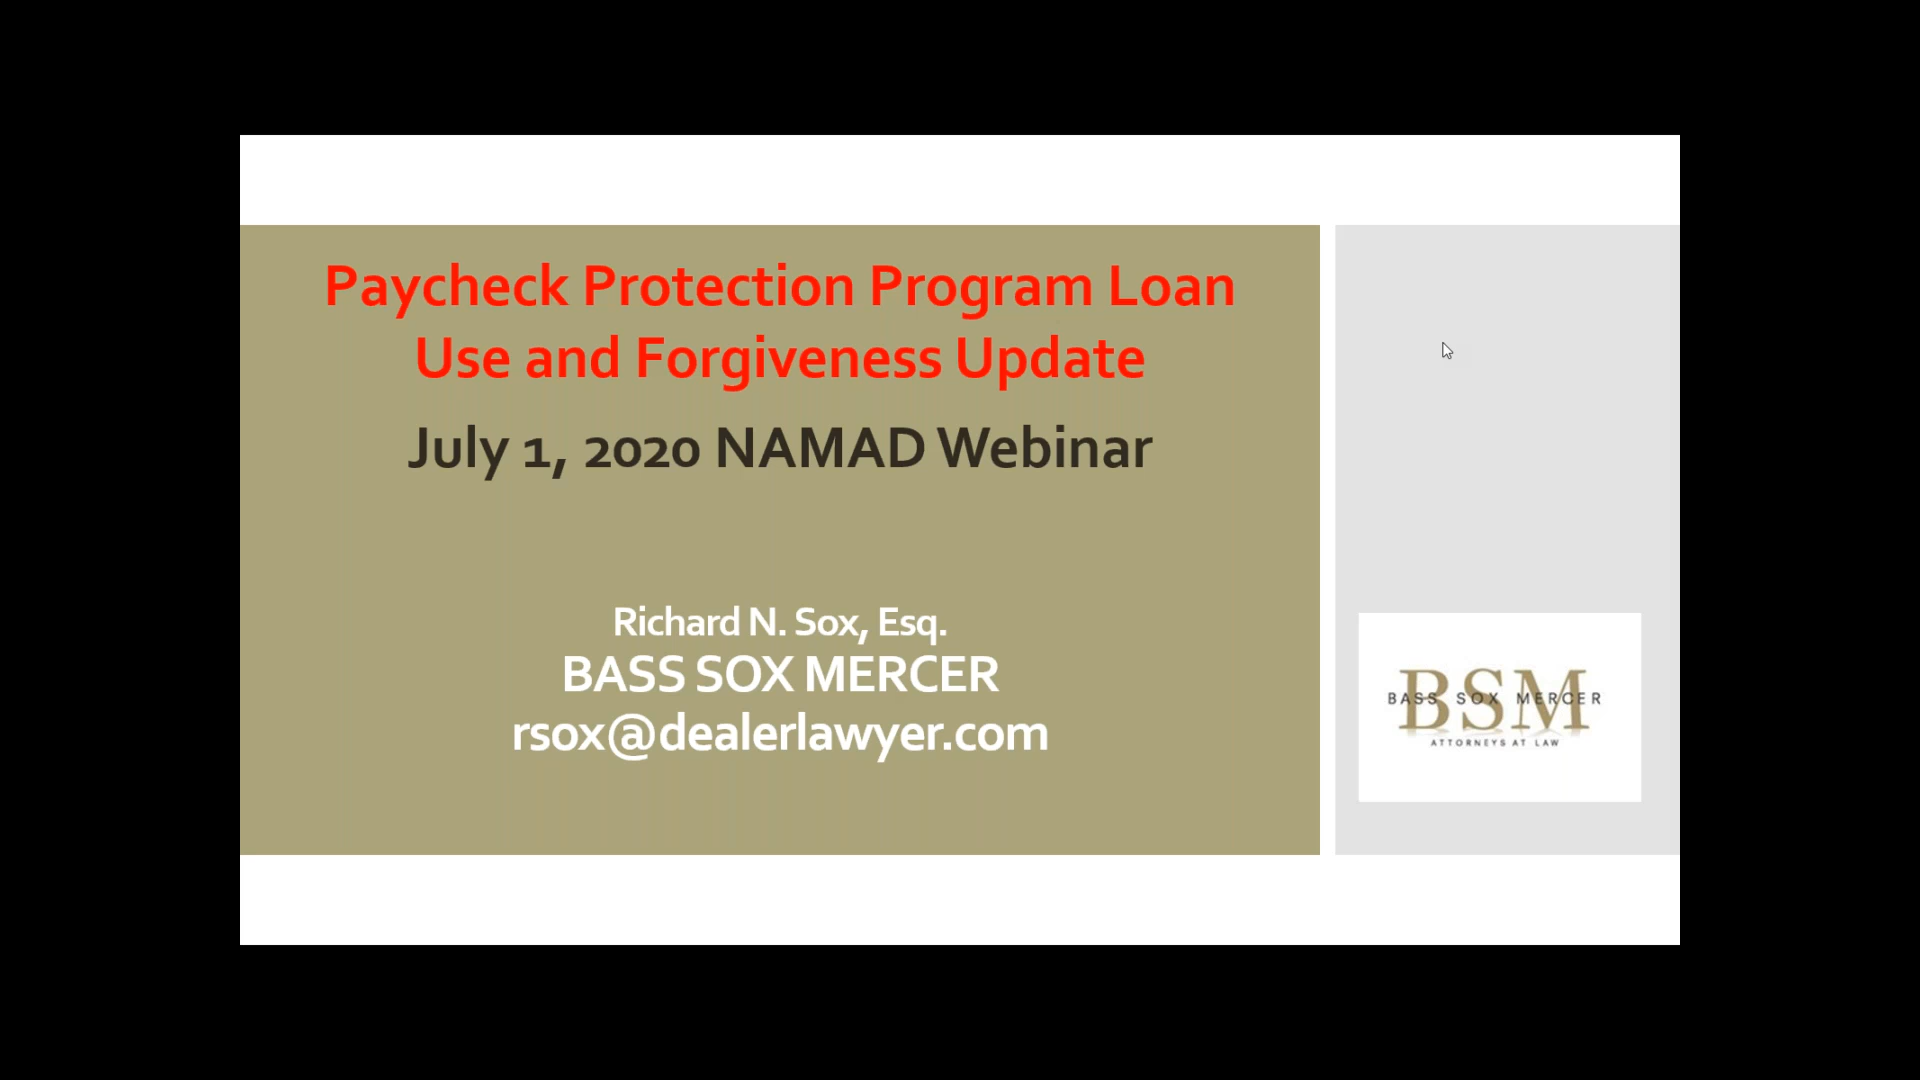 Paycheck Protection Program Loan
Use and Forgiveness Update
July 1, 2020 NAMAD Webinar
Richard N. Sox, Esq.
BASS SOX MERCER
rsox@dealerlawyer.com
BSM
BASS SOX MERCER
ATTORNEYS AT LAW